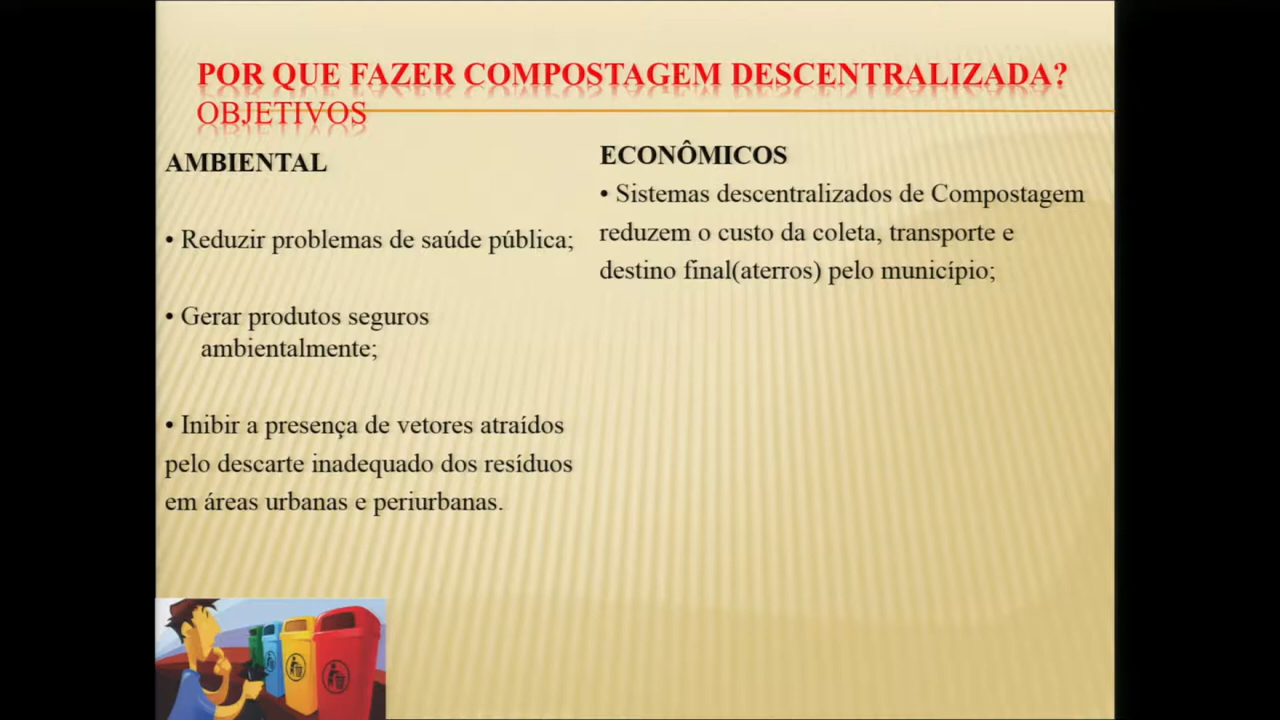 POR QUE FAZER COMPOSTAGEM DESCENTRALIZADA?
OBJETIVOS
AMBIENTAL
• Reduzir problemas de saúde pública;
• Gerar produtos seguros
ambientalmente;
• Inibir a presença de vetores atraídos
pelo descarte inadequado dos resíduos
em áreas urbanas e periurbanas.
ECONÔMICOS
• Sistemas descentralizados de Compostagem
reduzem o custo da coleta, transporte e
destino final(aterros) pelo município;